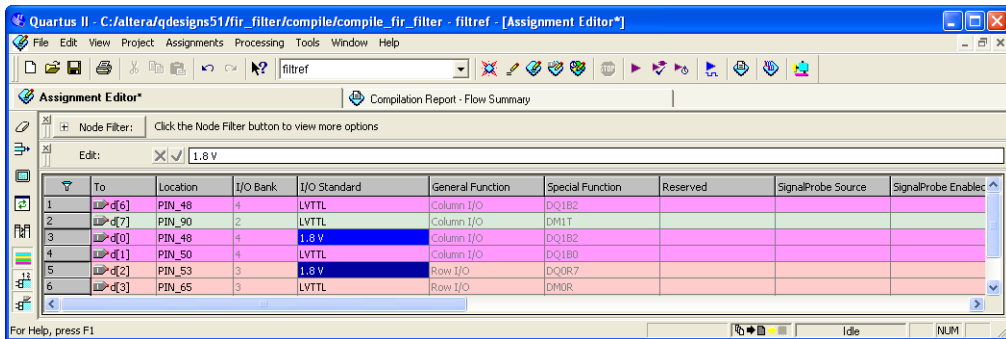 Quartus II - C:/altera/qdesigns51/fir_filter/compile/compile_fir_filter - filtref - [Assignment Editor*]
File Edit View Project Assignments Processing Tools Window Help
filtref
STOP
Assignment Editor* Compilation Report - Flow Summary
Node Filter: Click the Node Filter button to view more options
Edit: 1.8 V
To Location I/O Bank I/O Standard General Function Special Function Reserved SignalProbe Source SignalProbe Enabled
1 d[6] PIN_48 4 LVTTL Column I/O DQ1B2
2 d[7] PIN_90 2 LVTTL Column I/O DM1T
3 d[0] PIN_48 4 1.8 V Column I/O DQ1B2
4 d[1] PIN_50 4 LVTTL Column I/O DQ1B0
5 d[2] PIN_53 3 1.8 V Row I/O DQ0R7
6 d[3] PIN_65 3 LVTTL Row I/O DM0R
For Help, press F1 Idle NUM